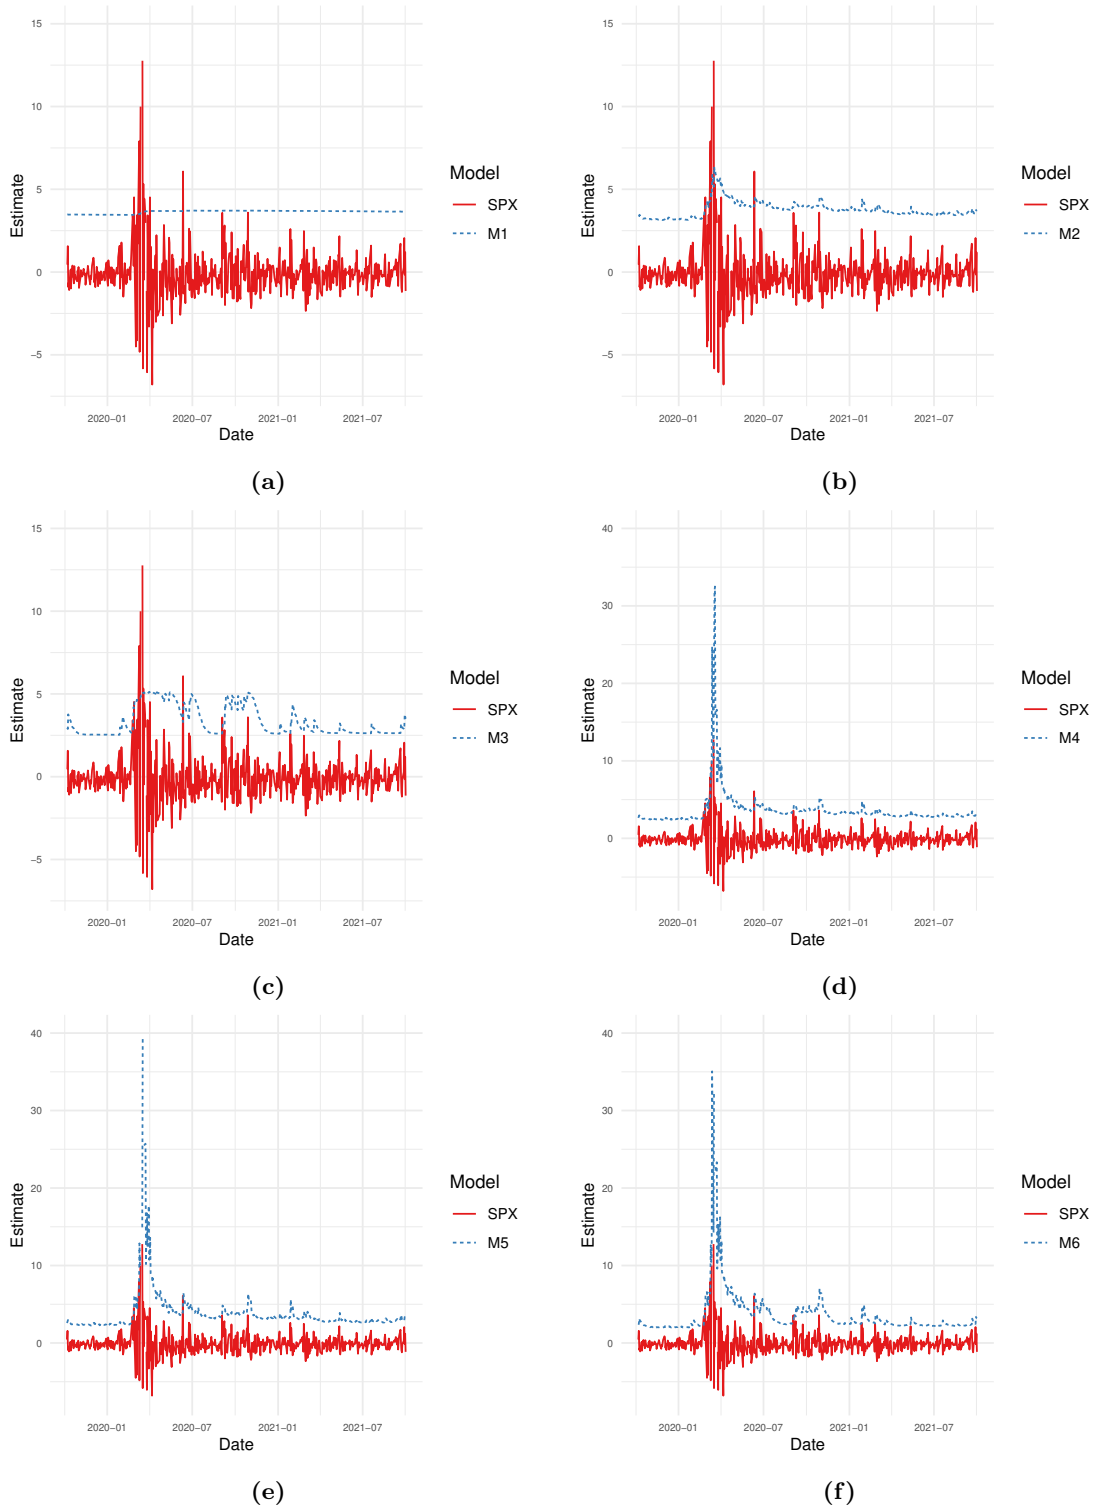 15
10
5
0
−5
Estimate
2020−01
2020−07
2021−01
2021−07
Date
Model
SPX
M1
(a)
15
10
5
0
−5
Estimate
2020−01
2020−07
2021−01
2021−07
Date
Model
SPX
M2
(b)
15
10
5
0
−5
Estimate
2020−01
2020−07
2021−01
2021−07
Date
Model
SPX
M3
(c)
40
30
20
10
0
Estimate
2020−01
2020−07
2021−01
2021−07
Date
Model
SPX
M4
(d)
40
30
20
10
0
Estimate
2020−01
2020−07
2021−01
2021−07
Date
Model
SPX
M5
(e)
40
30
20
10
0
Estimate
2020−01
2020−07
2021−01
2021−07
Date
Model
SPX
M6
(f)